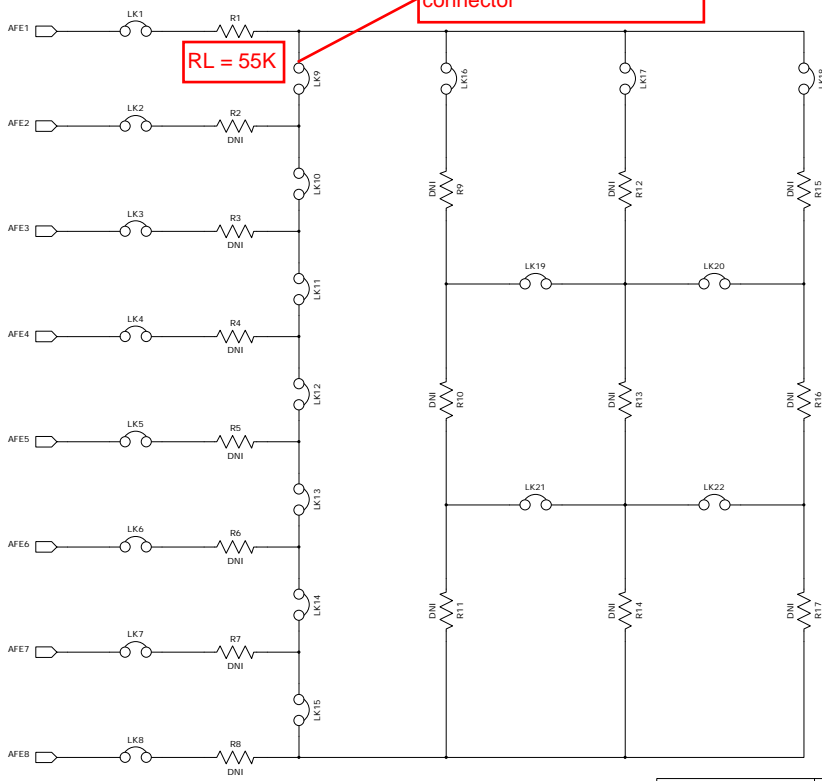 connector
LK1
R1
AFE1
RL = 55K
LK9
LK16
LK17
LK18
LK2
R2
AFE2
DNI
LK10
DNI
R9
DNI
R12
DNI
R15
LK3
R3
AFE3
DNI
LK11
LK19
LK20
LK4
R4
AFE4
DNI
LK12
DNI
R10
DNI
R13
DNI
R16
LK5
R5
AFE5
DNI
LK13
LK21
LK22
LK6
R6
AFE6
DNI
LK14
DNI
R11
DNI
R14
DNI
R17
LK7
R7
AFE7
DNI
LK15
LK8
R8
AFE8
DNI